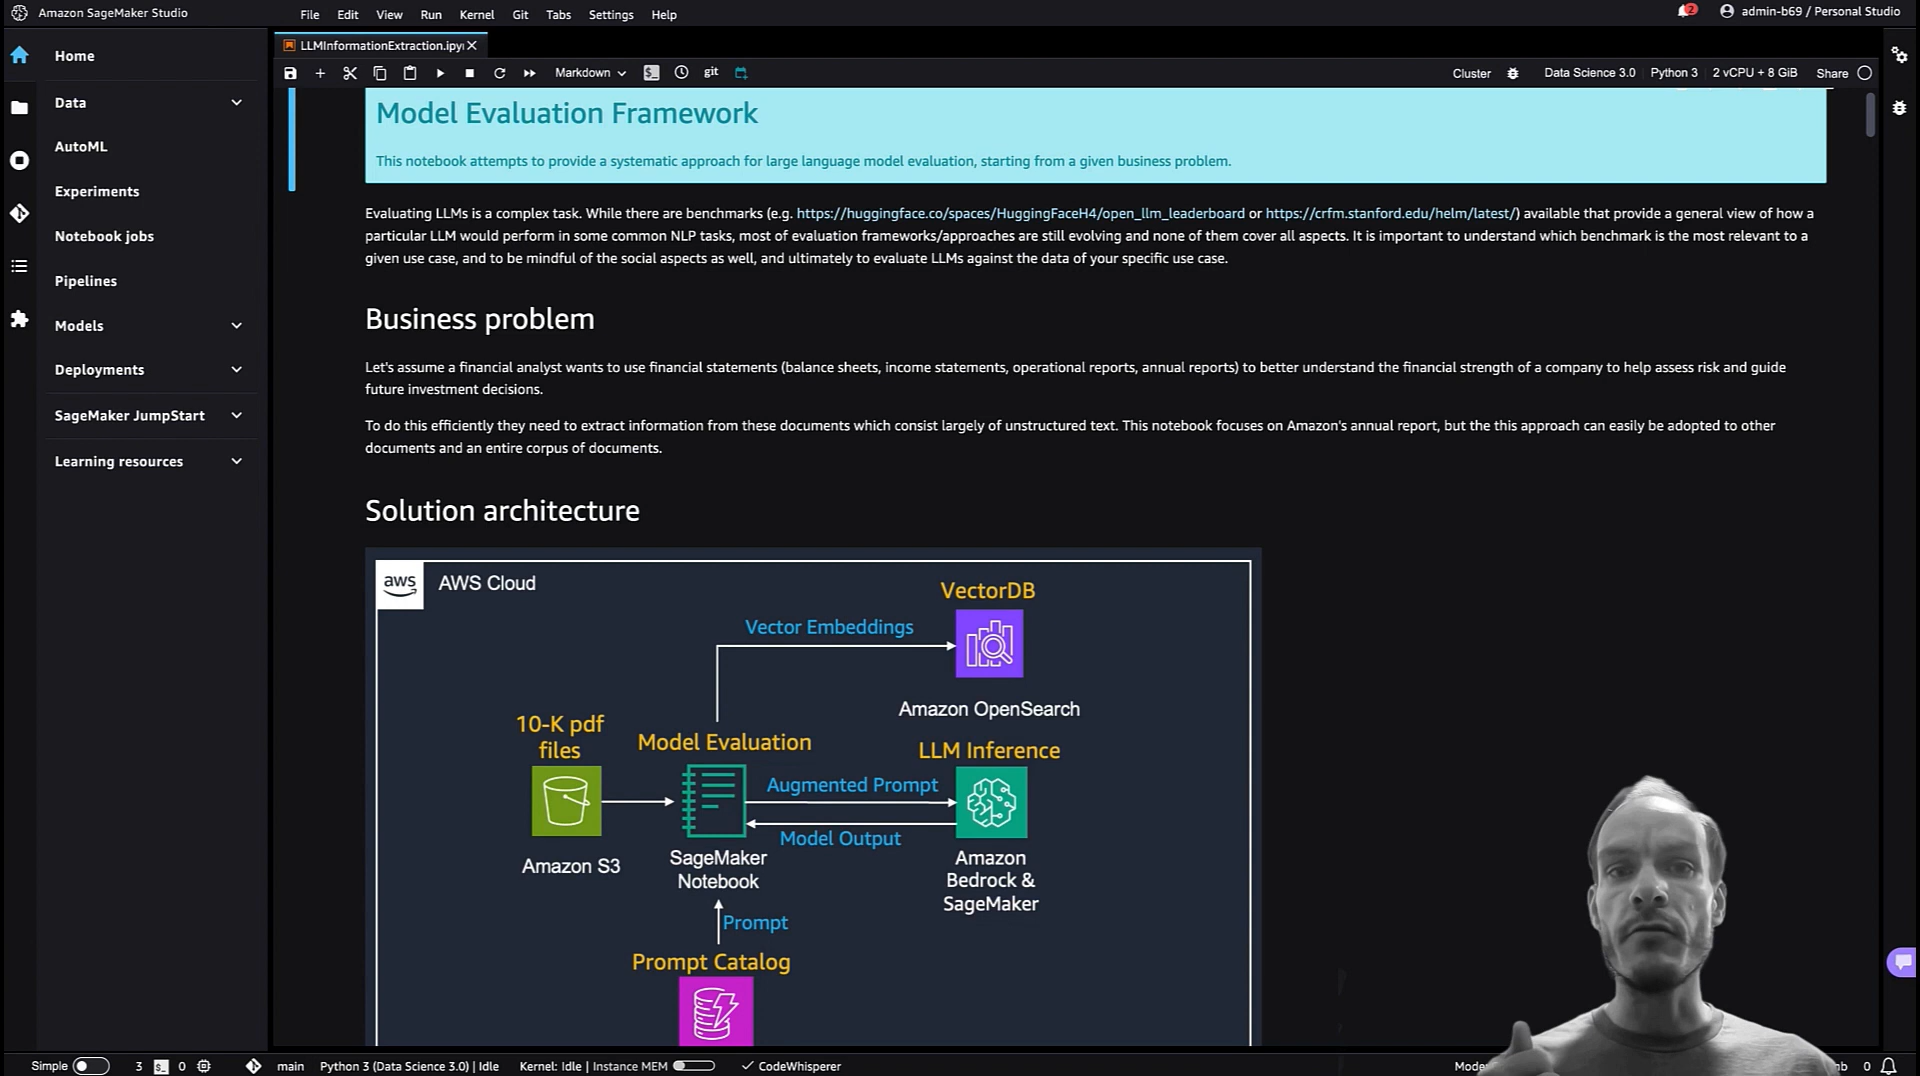 Amazon SageMaker Studio
File Edit View Run Kernel Git Tabs Settings Help
2
admin-b69 / Personal Studio
LLMInformationExtraction.ipy
Markdown
git
Cluster
Data Science 3.0
Python 3
2 vCPU + 8 GiB
Share
Home
Data
AutoML
Experiments
Notebook jobs
Pipelines
Models
Deployments
SageMaker JumpStart
Learning resources
Model Evaluation Framework
This notebook attempts to provide a systematic approach for large language model evaluation, starting from a given business problem.
Evaluating LLMs is a complex task. While there are benchmarks (e.g. https://huggingface.co/spaces/HuggingFaceH4/open_llm_leaderboard or https://crfm.stanford.edu/helm/latest/) available that provide a general view of how a
particular LLM would perform in some common NLP tasks, most of evaluation frameworks/approaches are still evolving and none of them cover all aspects. It is important to understand which benchmark is the most relevant to a
given use case, and to be mindful of the social aspects as well, and ultimately to evaluate LLMs against the data of your specific use case.
Business problem
Let's assume a financial analyst wants to use financial statements (balance sheets, income statements, operational reports, annual reports) to better understand the financial strength of a company to help assess risk and guide
future investment decisions.
To do this efficiently they need to extract information from these documents which consist largely of unstructured text. This notebook focuses on Amazon's annual report, but the this approach can easily be adopted to other
documents and an entire corpus of documents.
Solution architecture
aws
AWS Cloud
VectorDB
Vector Embeddings
Amazon OpenSearch
10-K pdf
files
Model Evaluation
LLM Inference
Augmented Prompt
Model Output
Amazon S3
SageMaker
Notebook
Amazon
Bedrock &
SageMaker
Prompt
Prompt Catalog
Simple
3
0
main
Python 3 (Data Science 3.0) | Idle
Kernel: Idle | Instance MEM
CodeWhisperer
0